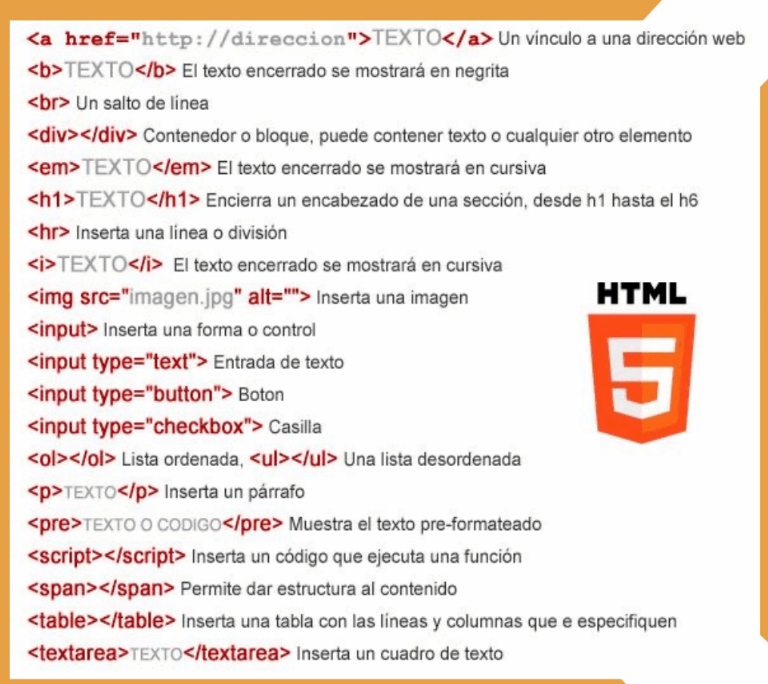 <a href="http://direccion">TEXTO</a> Un vínculo a una dirección web
<b>TEXTO</b> El texto encerrado se mostrará en negrita
<br> Un salto de línea
<div></div> Contenedor o bloque, puede contener texto o cualquier otro elemento
<em>TEXTO</em> El texto encerrado se mostrará en cursiva
<h1>TEXTO</h1> Encierra un encabezado de una sección, desde h1 hasta el h6
<hr> Inserta una línea o división
<i>TEXTO</i> El texto encerrado se mostrará en cursiva
<img src="imagen.jpg" alt=""> Inserta una imagen
HTML
5
<input> Inserta una forma o control
<input type="text"> Entrada de texto
<input type="button"> Boton
<input type="checkbox"> Casilla
<ol></ol> Lista ordenada, <ul></ul> Una lista desordenada
<p>TEXTO</p> Inserta un párrafo
<pre>TEXTO O CODIGO</pre> Muestra el texto pre-formateado
<script></script> Inserta un código que ejecuta una función
<span></span> Permite dar estructura al contenido
<table></table> Inserta una tabla con las líneas y columnas que e especifiquen
<textarea>TEXTO</textarea> Inserta un cuadro de texto